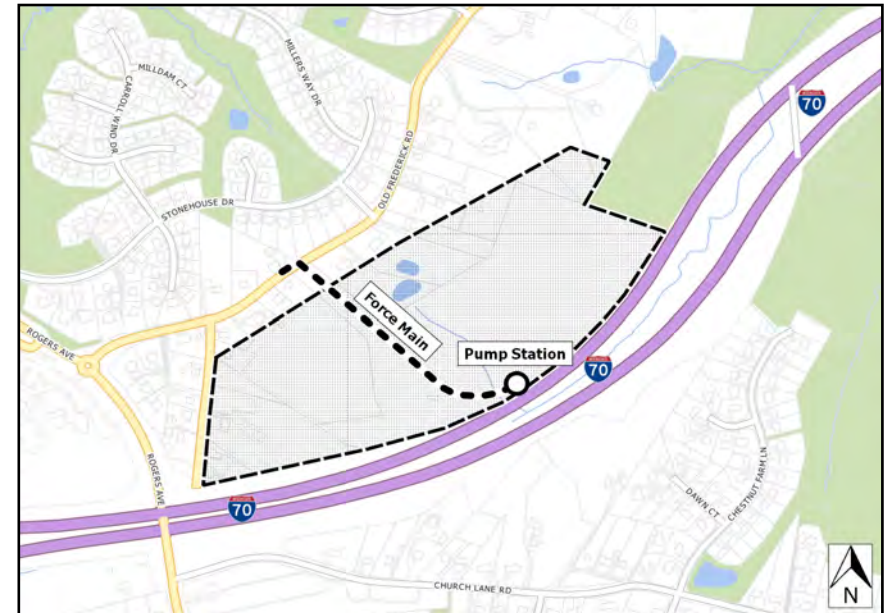 MILLDAM CT
CARROLL WIND DR
MILLERS WAY DR
STONEHOUSE DR
OLD FREDERICK RD
70
Force Main
Pump Station
70
ROGERS AVE
ROGERS AVE
70
DAWN CT
CHESTNUT FARM LN
CHURCH LANE RD
N